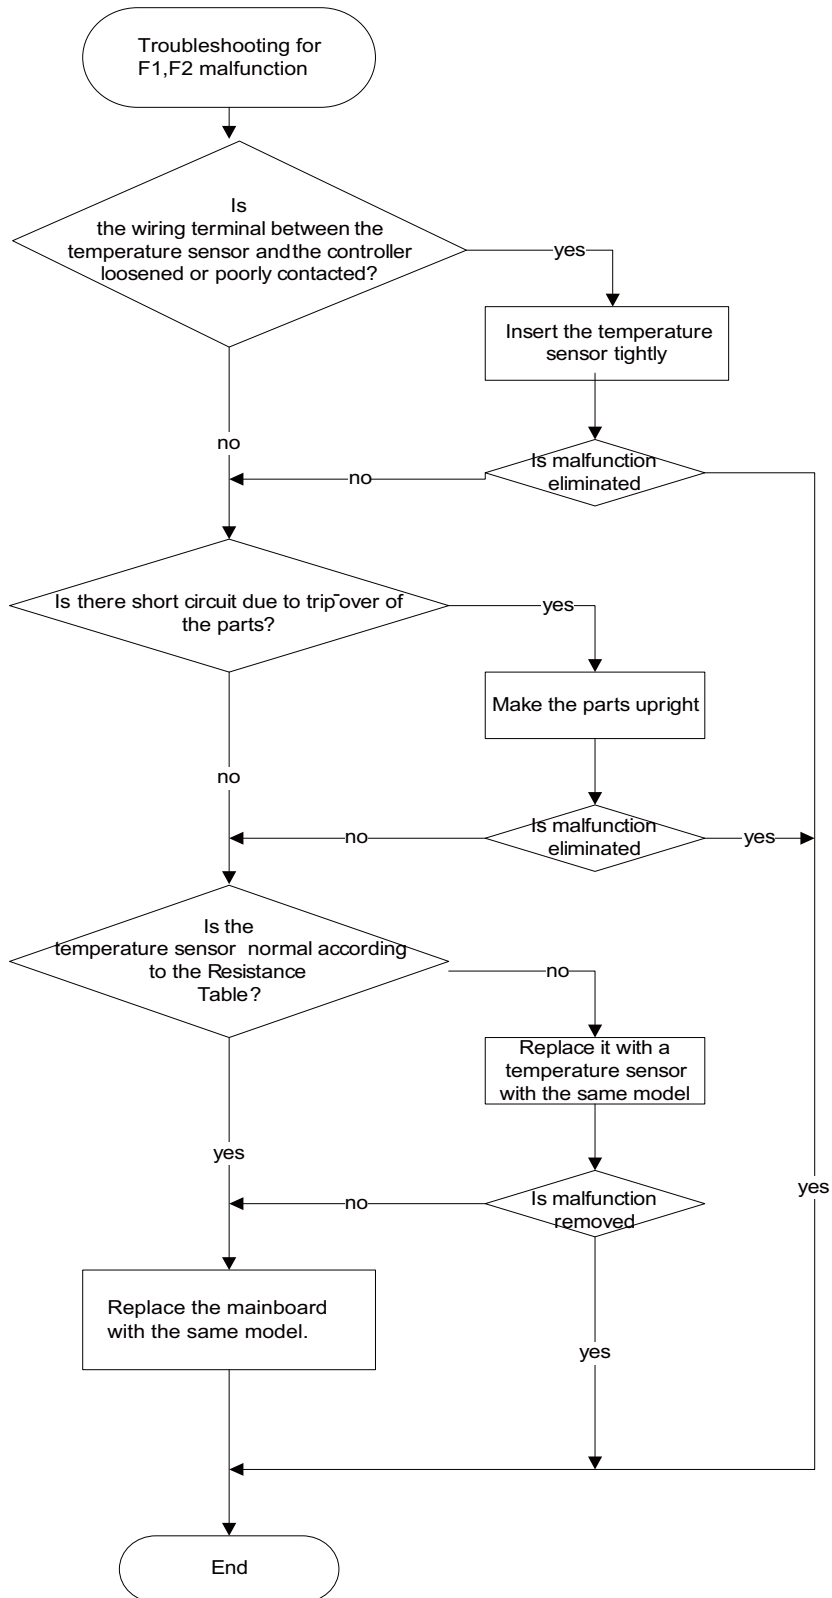 Troubleshooting for
F1,F2 malfunction
Is
the wiring terminal between the
temperature sensor and the controller
loosened or poorly contacted?
yes
Insert the temperature
sensor tightly
no
Is malfunction
eliminated
no
Is there short circuit due to trip-over of
the parts?
yes
Make the parts upright
no
Is malfunction
eliminated
no
yes
Is the
temperature sensor normal according
to the Resistance
Table?
no
Replace it with a
temperature sensor
with the same model
yes
Is malfunction
removed
no
yes
Replace the mainboard
with the same model.
yes
End